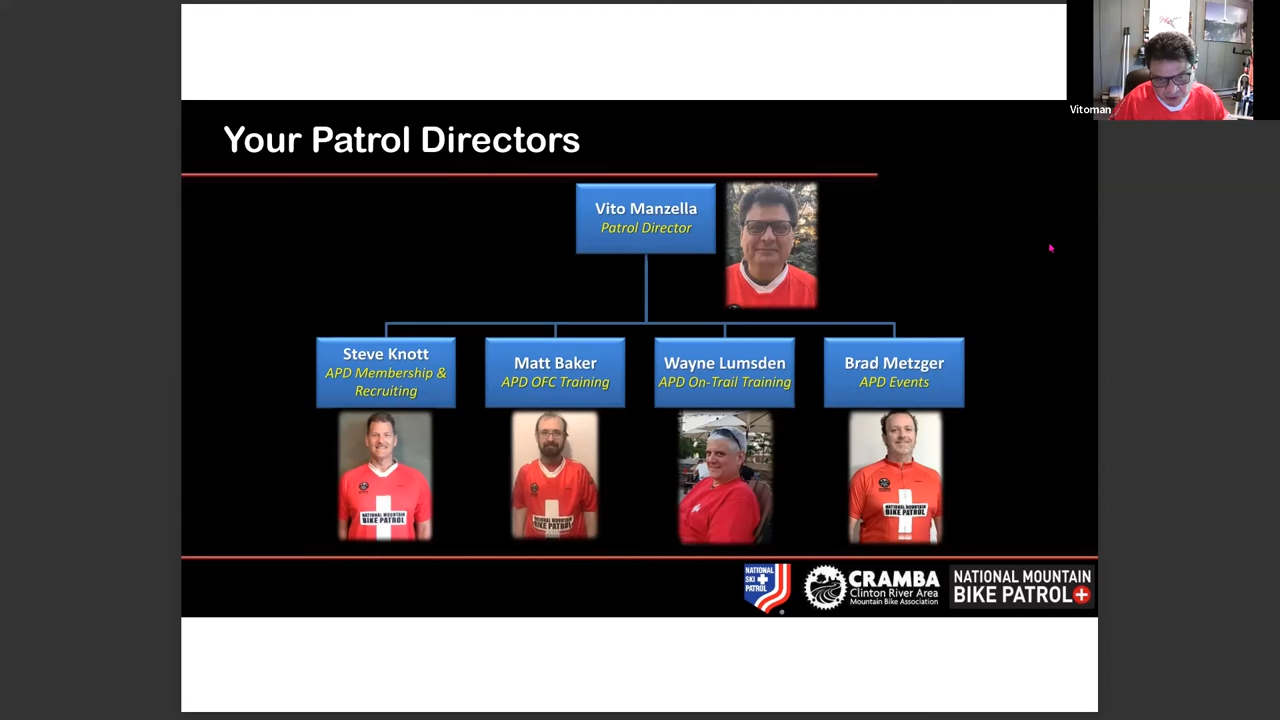 Vitoman
Your Patrol Directors
Vito Manzella
Patrol Director
Steve Knott
APD Membership &
Recruiting
Matt Baker
APD OFC Training
Wayne Lumsden
APD On-Trail Training
Brad Metzger
APD Events
NATIONAL MOUNTAIN
BIKE PATROL
NATIONAL MOUNTAIN
BIKE PATROL
NATIONAL MOUNTAIN
BIKE PATROL
NATIONAL
SKI
PATROL
®
CRAMBA
Clinton River Area
Mountain Bike Association
NATIONAL MOUNTAIN
BIKE PATROL